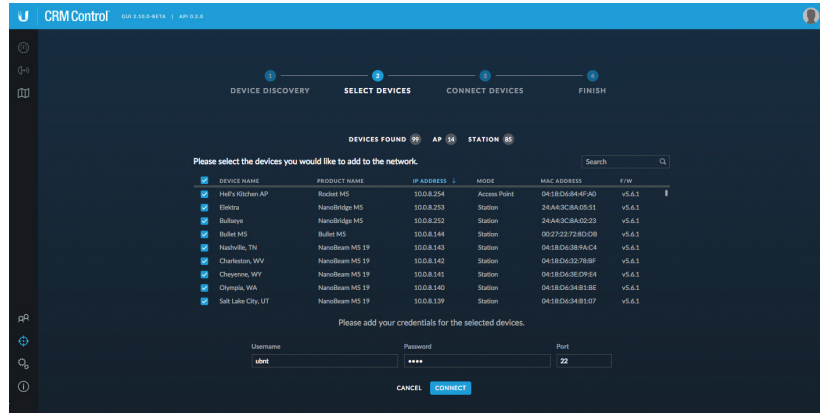 CRM Control GUI 2.10.0-BETA | API 0.2.0
1 2 3 4
DEVICE DISCOVERY SELECT DEVICES CONNECT DEVICES FINISH
DEVICES FOUND 99 AP 14 STATION 85
Please select the devices you would like to add to the network. Search
DEVICE NAME PRODUCT NAME IP ADDRESS ↓ MODE MAC ADDRESS F/W
Hell's Kitchen AP Rocket M5 10.0.8.254 Access Point 04:18:D6:84:4F:A0 v5.6.1
Elektra NanoBridge M5 10.0.8.253 Station 24:A4:3C:8A:05:51 v5.6.1
Bullseye NanoBridge M5 10.0.8.252 Station 24:A4:3C:8A:02:23 v5.6.1
Bullet M5 Bullet M5 10.0.8.144 Station 00:27:22:72:8D:DB v5.6.1
Nashville, TN NanoBeam M5 19 10.0.8.143 Station 04:18:D6:38:9A:C4 v5.6.1
Charleston, WV NanoBeam M5 19 10.0.8.142 Station 04:18:D6:32:78:BF v5.6.1
Cheyenne, WY NanoBeam M5 19 10.0.8.141 Station 04:18:D6:3E:D9:E4 v5.6.1
Olympia, WA NanoBeam M5 19 10.0.8.140 Station 04:18:D6:34:B1:BE v5.6.1
Salt Lake City, UT NanoBeam M5 19 10.0.8.139 Station 04:18:D6:34:B1:07 v5.6.1
Please add your credentials for the selected devices.
Username Password Port
ubnt •••• 22
CANCEL CONNECT